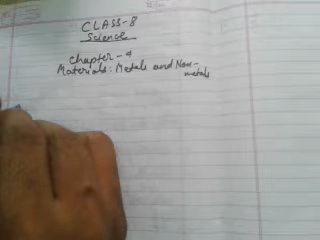 CLASS-8
Science
Chapter-4
Materials: Metals and Non-
metals